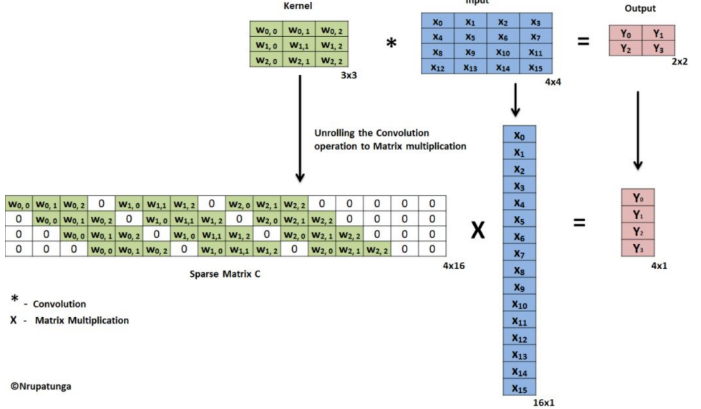 Kernel
Input
Output
w0,0 w0,1 w0,2
w1,0 w1,1 w1,2
w2,0 w2,1 w2,2
3x3
*
x0 x1 x2 x3
x4 x5 x6 x7
x8 x9 x10 x11
x12 x13 x14 x15
4x4
=
Y0 Y1
Y2 Y3
2x2
Unrolling the Convolution
operation to Matrix multiplication
w0,0 w0,1 w0,2 0 w1,0 w1,1 w1,2 0 w2,0 w2,1 w2,2 0 0 0 0 0
0 w0,0 w0,1 w0,2 0 w1,0 w1,1 w1,2 0 w2,0 w2,1 w2,2 0 0 0 0
0 0 w0,0 w0,1 w0,2 0 w1,0 w1,1 w1,2 0 w2,0 w2,1 w2,2 0 0 0
0 0 0 w0,0 w0,1 w0,2 0 w1,0 w1,1 w1,2 0 w2,0 w2,1 w2,2 0 0
4x16
Sparse Matrix C
X
x0
x1
x2
x3
x4
x5
x6
x7
x8
x9
x10
x11
x12
x13
x14
x15
16x1
=
Y0
Y1
Y2
Y3
4x1
* - Convolution
X - Matrix Multiplication
©Nrupatunga